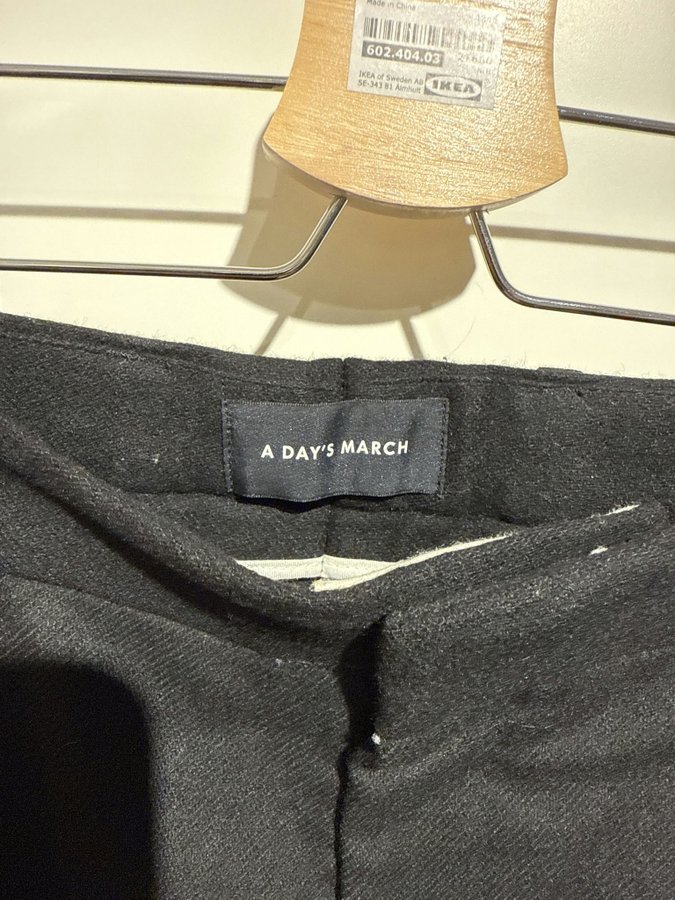 Made in China
602.404.03
IKEA of Sweden AB
SE-343 81 Älmhult
IKEA
A DAY'S MARCH